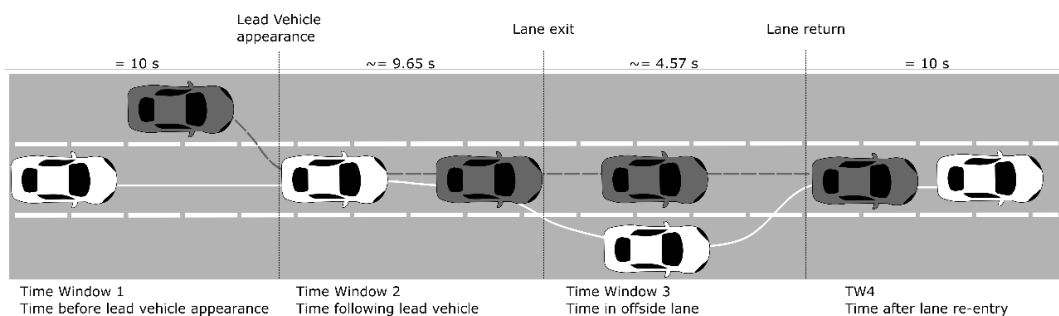 Lead Vehicle
appearance
Lane exit
Lane return
= 10 s
~= 9.65 s
~= 4.57 s
= 10 s
Time Window 1
Time before lead vehicle appearance
Time Window 2
Time following lead vehicle
Time Window 3
Time in offside lane
TW4
Time after lane re-entry